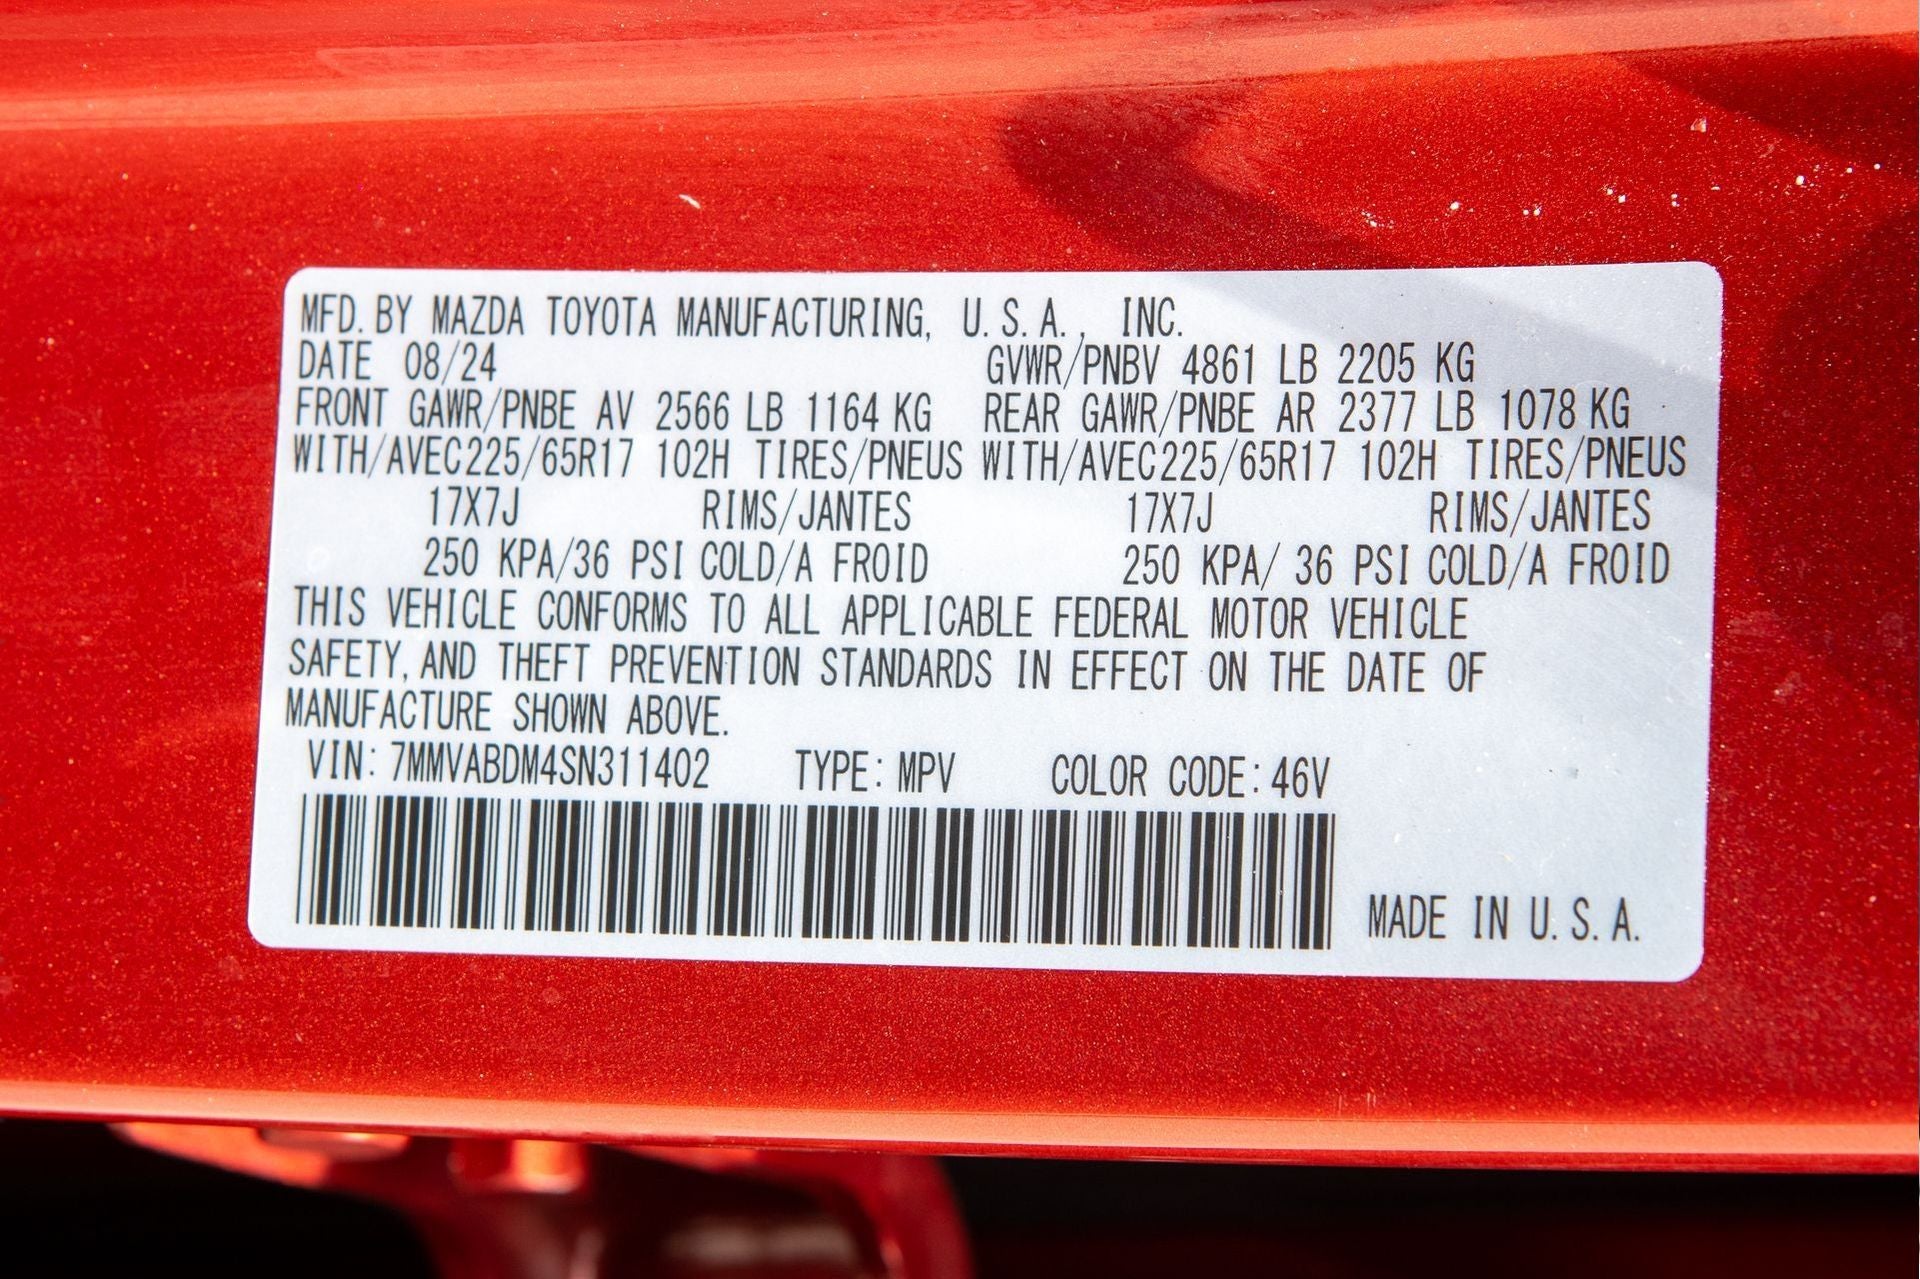 MFD. BY MAZDA TOYOTA MANUFACTURING, U.S.A., INC.
DATE 08/24 GVWR/PNBV 4861 LB 2205 KG
FRONT GAWR/PNBE AV 2566 LB 1164 KG REAR GAWR/PNBE AR 2377 LB 1078 KG
WITH/AVEC225/65R17 102H TIRES/PNEUS WITH/AVEC225/65R17 102H TIRES/PNEUS
17X7J RIMS/JANTES 17X7J RIMS/JANTES
250 KPA/36 PSI COLD/A FROID 250 KPA/ 36 PSI COLD/A FROID
THIS VEHICLE CONFORMS TO ALL APPLICABLE FEDERAL MOTOR VEHICLE
SAFETY, AND THEFT PREVENTION STANDARDS IN EFFECT ON THE DATE OF
MANUFACTURE SHOWN ABOVE.
VIN: 7MMVABDM4SN311402 TYPE: MPV COLOR CODE: 46V
MADE IN U.S.A.